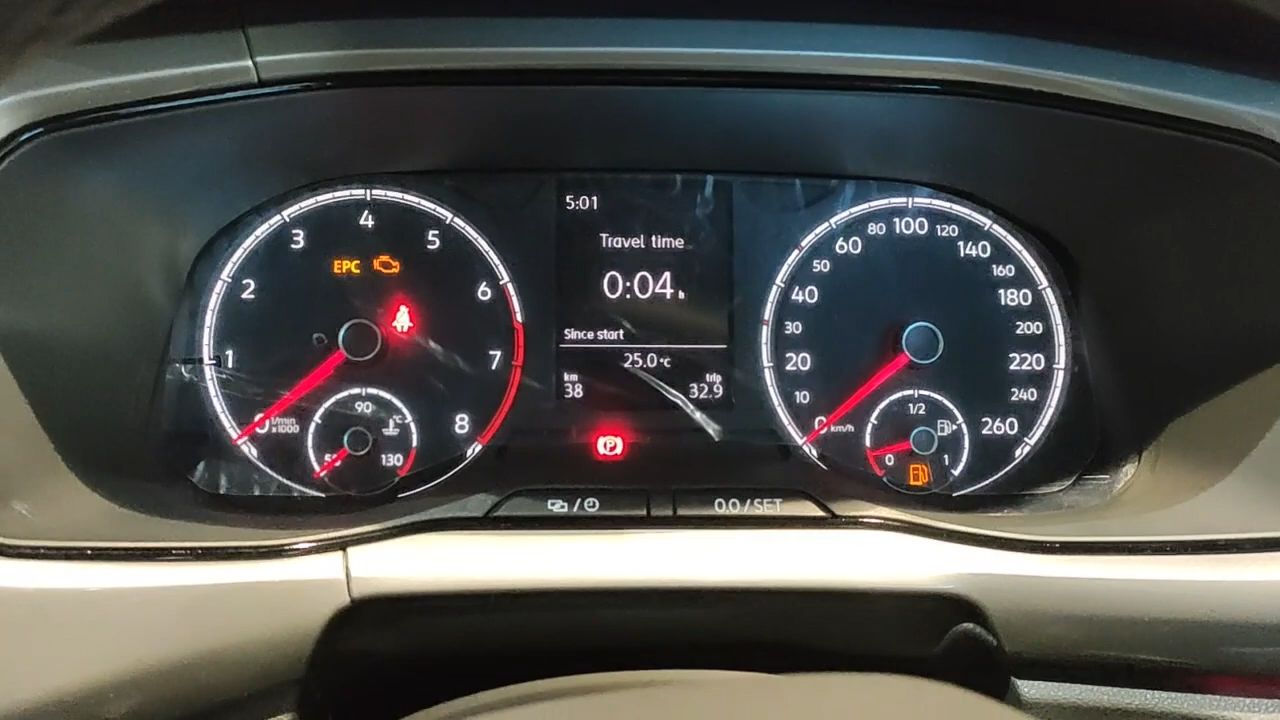 5:01
Travel time
0:04 h
Since start
25.0 °C
km
38
trip
32.9
EPC
0
1
2
3
4
5
6
7
8
1/min
x1000
90
130
°C
P
0
10
20
30
40
50
60
80
100
120
140
160
180
200
220
240
260
km/h
0
1/2
1
0.0 / SET